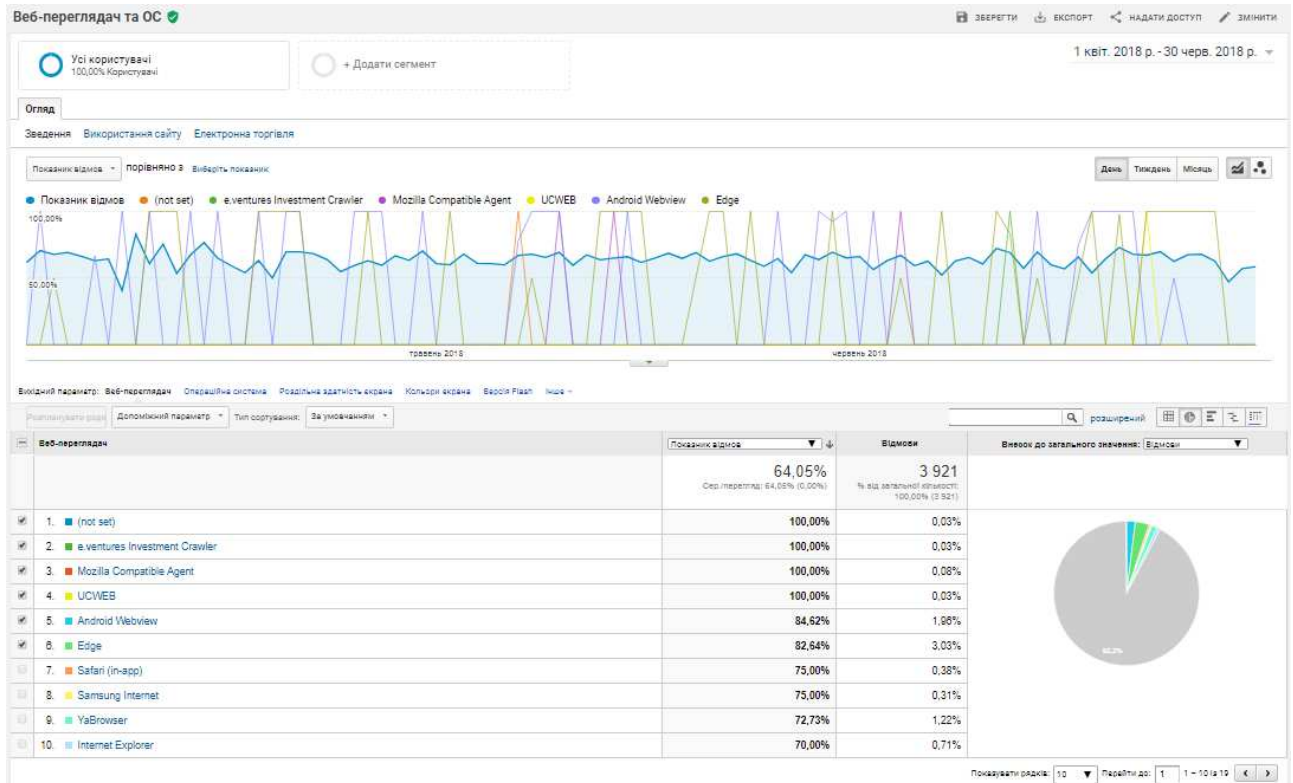 Веб-переглядач та ОС
ЗБЕРЕГТИ ЕКСПОРТ НАДАТИ ДОСТУП ЗМІНИТИ
Усі користувачі
100,00% Користувачі
+ Додати сегмент
1 квіт. 2018 р. - 30 черв. 2018 р.
Огляд
Зведення Використання сайту Електронна торгівля
Показник відмов порівняно з Виберіть показник
День Тиждень Місяць
Показник відмов (not set) e.ventures Investment Crawler Mozilla Compatible Agent UCWEB Android Webview Edge
100,00%
50,00%
травень 2018 червень 2018
Вихідний параметр: Веб-переглядач Операційна система Роздільна здатність екрана Кольори екрана Версія Flash Інше
Розпланувати рядки Допоміжний параметр Тип сортування: За умовчанням розширений
Веб-переглядач Показник відмов Відмови Внесок до загального значення: Відмови
64,05% 3 921
Сер./перегляд: 64,05% (0,00%) % від загальної кількості:
100,00% (3 921)
1. (not set) 100,00% 0,03%
2. e.ventures Investment Crawler 100,00% 0,03%
3. Mozilla Compatible Agent 100,00% 0,08%
4. UCWEB 100,00% 0,03%
5. Android Webview 84,62% 1,96%
6. Edge 82,64% 3,03%
7. Safari (in-app) 75,00% 0,38%
8. Samsung Internet 75,00% 0,31%
9. YaBrowser 72,73% 1,22%
10. Internet Explorer 70,00% 0,71%
Показувати рядків: 10 Перейти до: 1 1 – 10 із 19